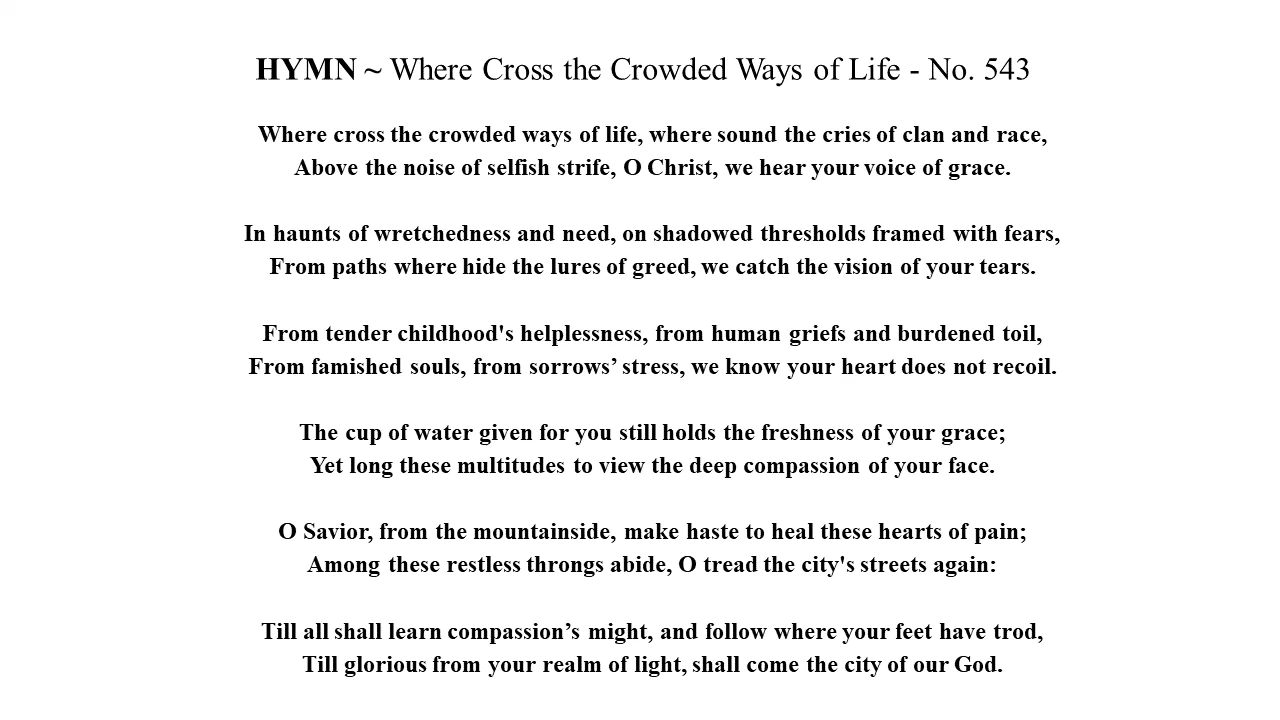 HYMN ~ Where Cross the Crowded Ways of Life - No. 543
Where cross the crowded ways of life, where sound the cries of clan and race,
Above the noise of selfish strife, O Christ, we hear your voice of grace.
In haunts of wretchedness and need, on shadowed thresholds framed with fears,
From paths where hide the lures of greed, we catch the vision of your tears.
From tender childhood's helplessness, from human griefs and burdened toil,
From famished souls, from sorrows’ stress, we know your heart does not recoil.
The cup of water given for you still holds the freshness of your grace;
Yet long these multitudes to view the deep compassion of your face.
O Savior, from the mountainside, make haste to heal these hearts of pain;
Among these restless throngs abide, O tread the city's streets again:
Till all shall learn compassion’s might, and follow where your feet have trod,
Till glorious from your realm of light, shall come the city of our God.